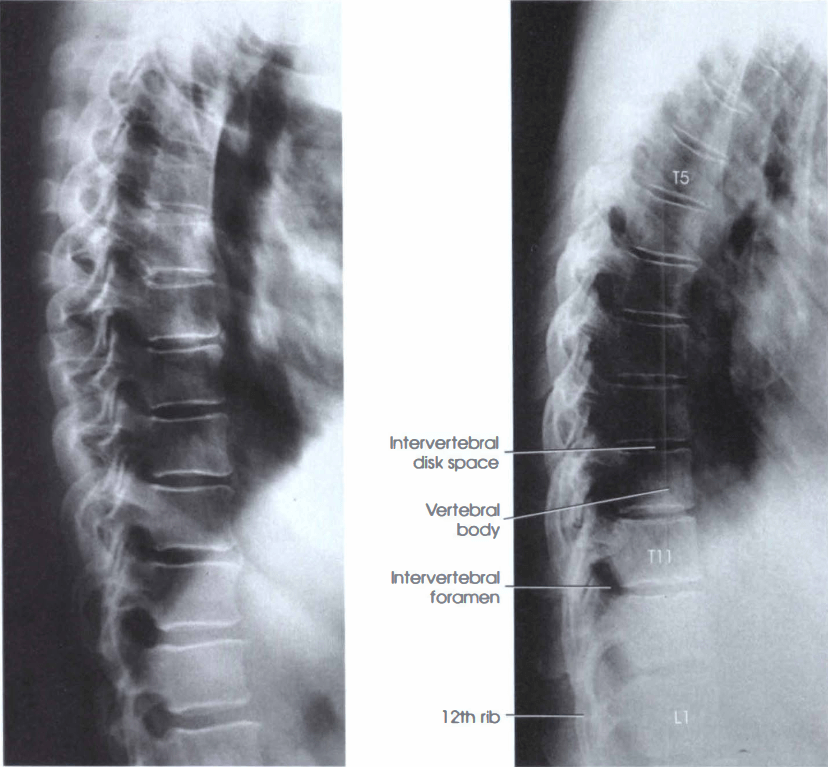 T5
Intervertebral
disk space
Vertebral
body
T11
Intervertebral
foramen
12th rib
L1